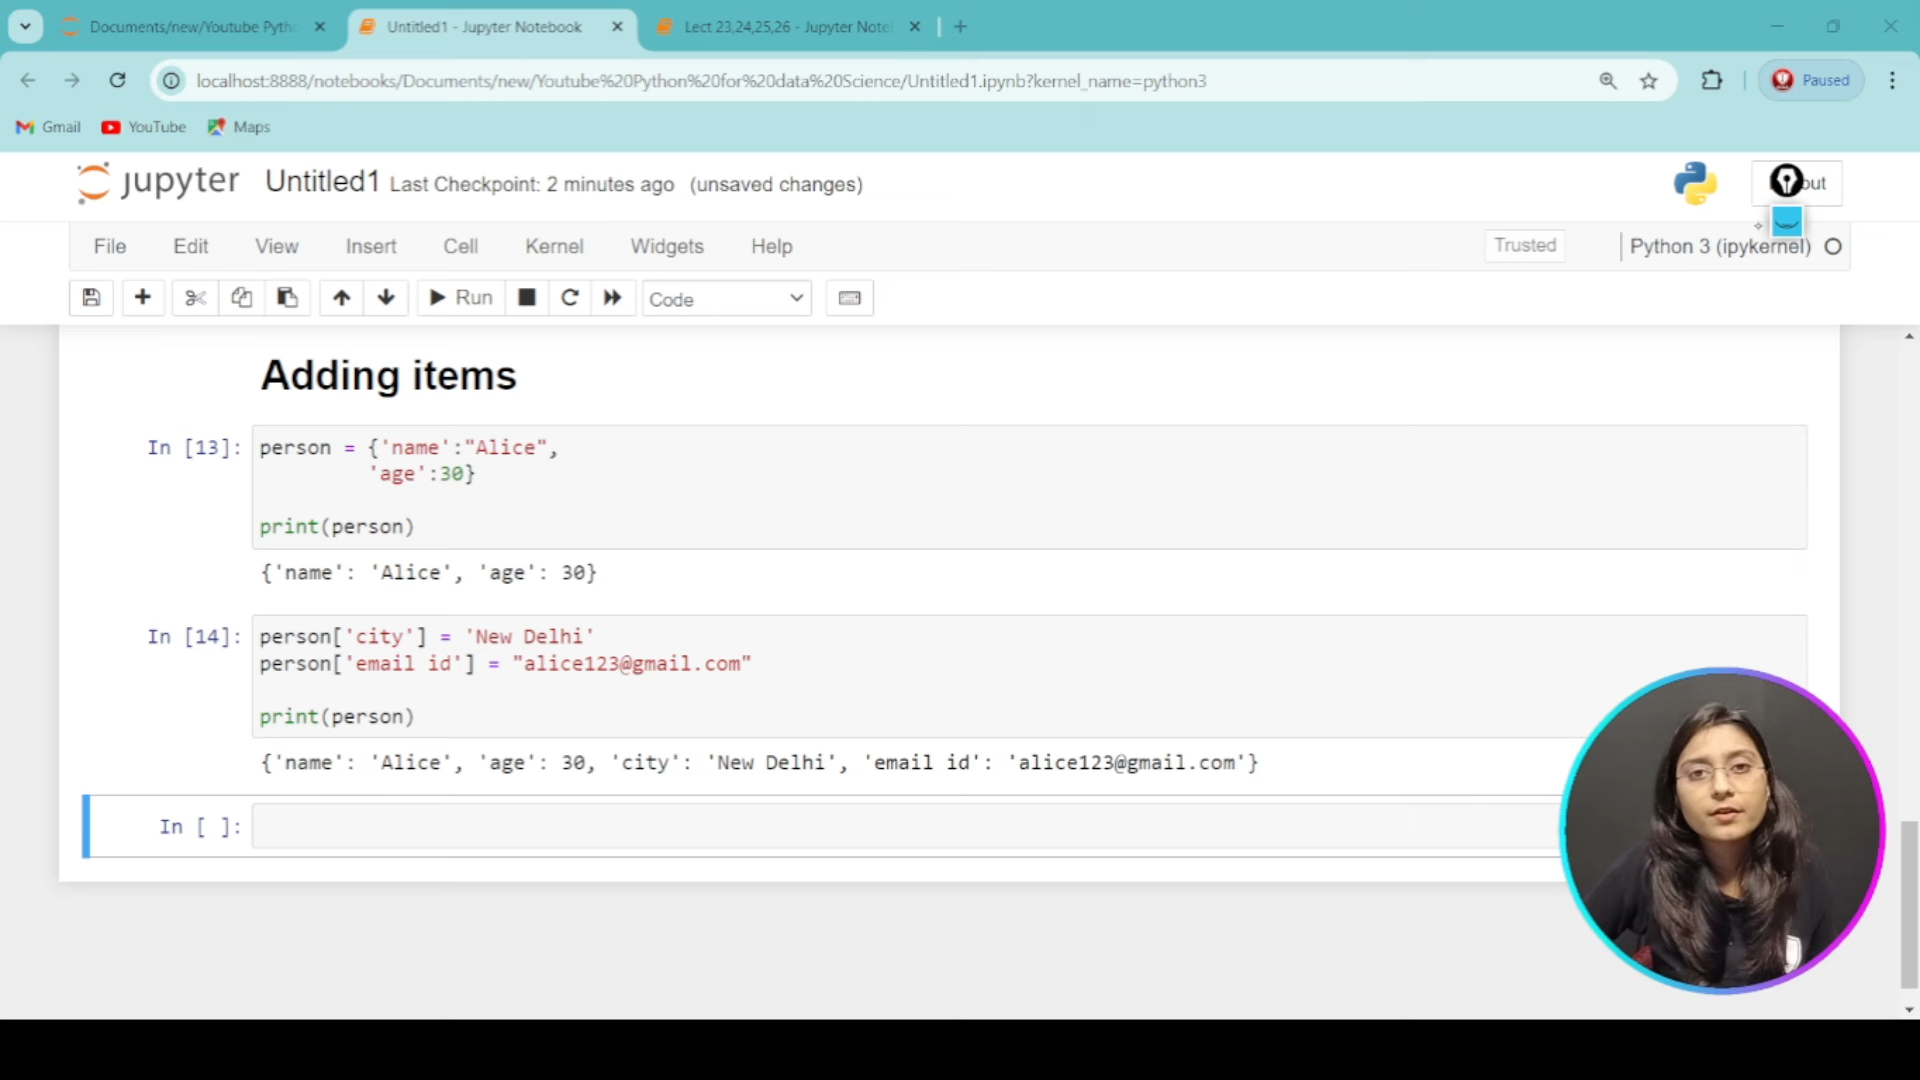 Documents/new/Youtube Pytho
Untitled1 - Jupyter Notebook
Lect 23,24,25,26 - Jupyter Note
localhost:8888/notebooks/Documents/new/Youtube%20Python%20for%20data%20Science/Untitled1.ipynb?kernel_name=python3
Paused
Gmail YouTube Maps
jupyter Untitled1 Last Checkpoint: 2 minutes ago (unsaved changes)
out
File Edit View Insert Cell Kernel Widgets Help Trusted Python 3 (ipykernel)
Run Code
Adding items
In [13]: person = {'name':"Alice",
'age':30}
print(person)
{'name': 'Alice', 'age': 30}
In [14]: person['city'] = 'New Delhi'
person['email id'] = "alice123@gmail.com"
print(person)
{'name': 'Alice', 'age': 30, 'city': 'New Delhi', 'email id': 'alice123@gmail.com'}
In [ ]: